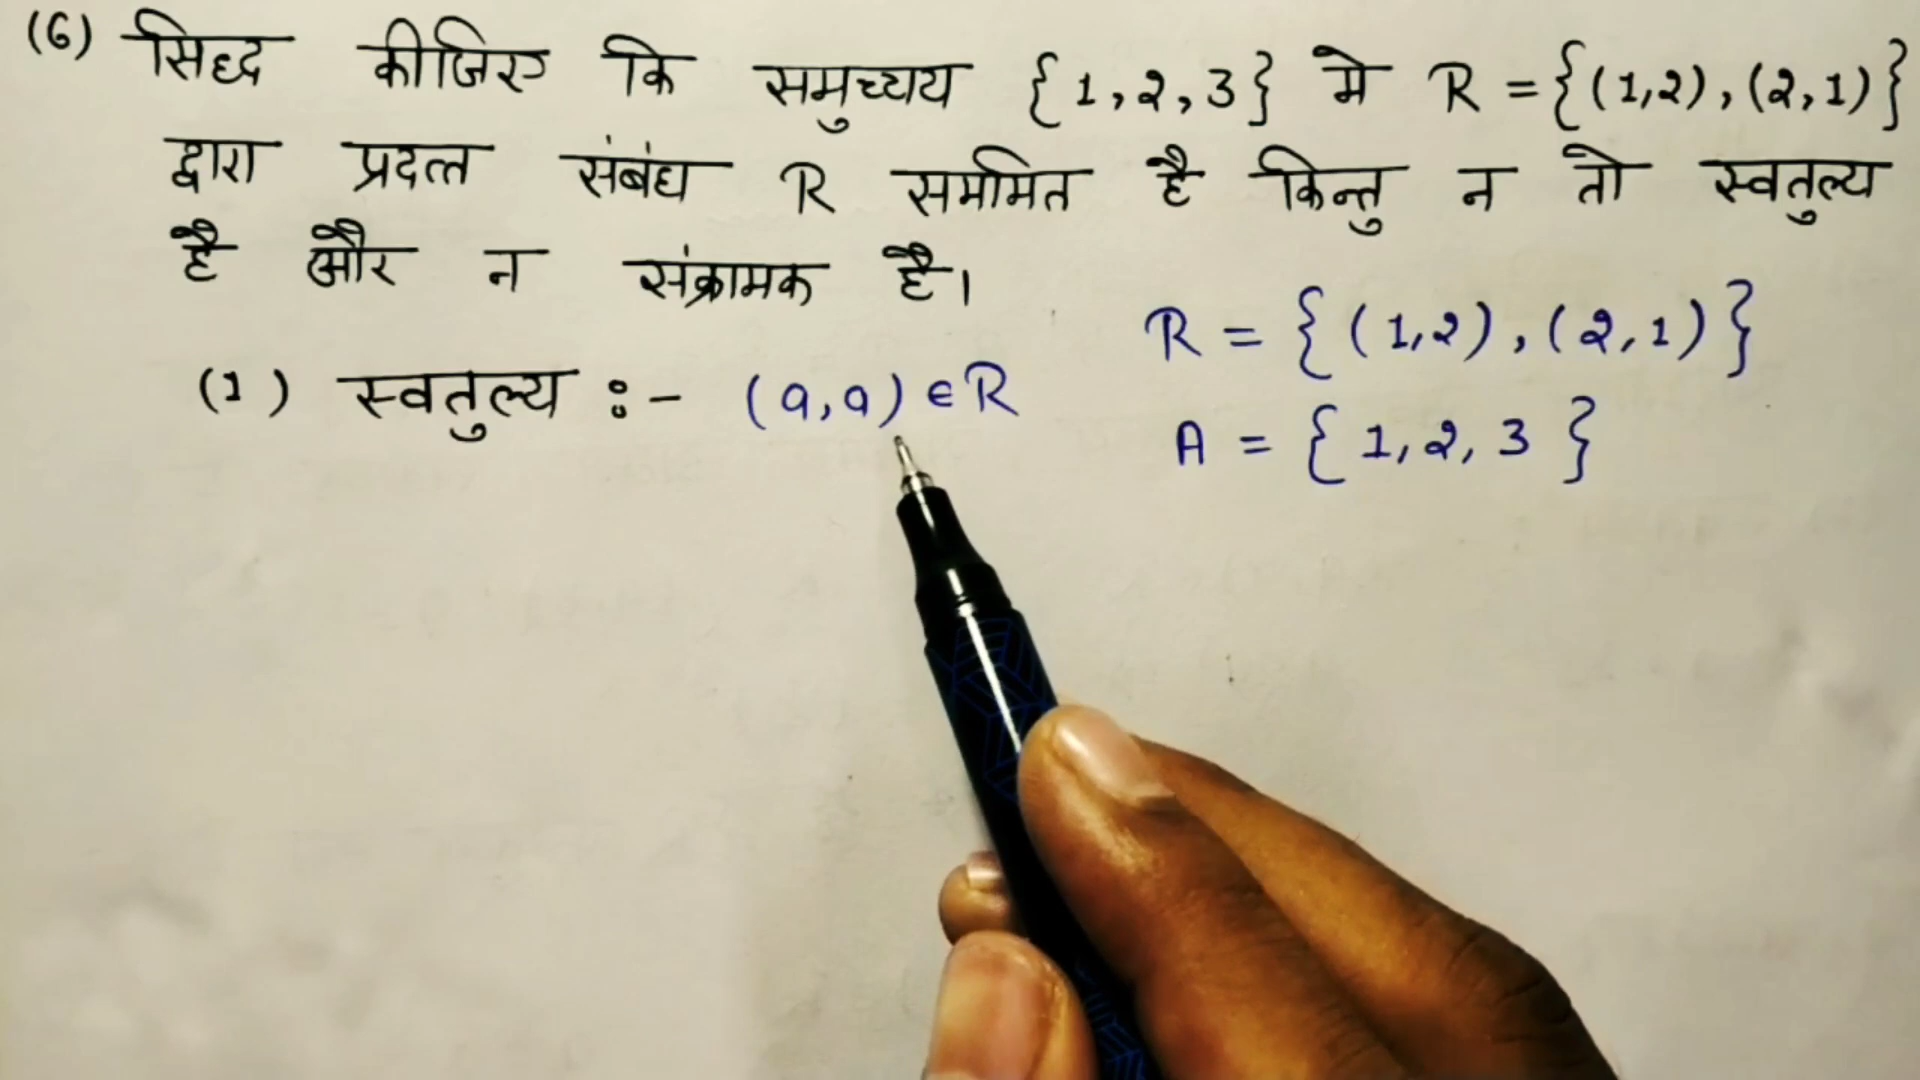 (6) सिध्द कीजिए कि समुच्चय {1,2,3} मे R = {(1,2),(2,1)}
द्वारा प्रदत्त संबंध R सममित है किन्तु न तो स्वतुल्य
है और न संक्रामक है।
R = {(1,2),(2,1)}
(1) स्वतुल्य :- (a,a) ∈ R
A = {1,2,3}